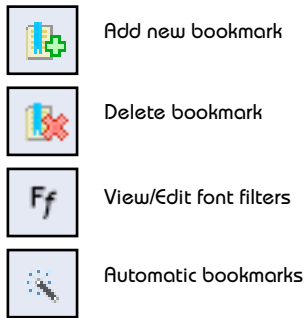 Add new bookmark
Delete bookmark
Ff View/Edit font filters
Automatic bookmarks